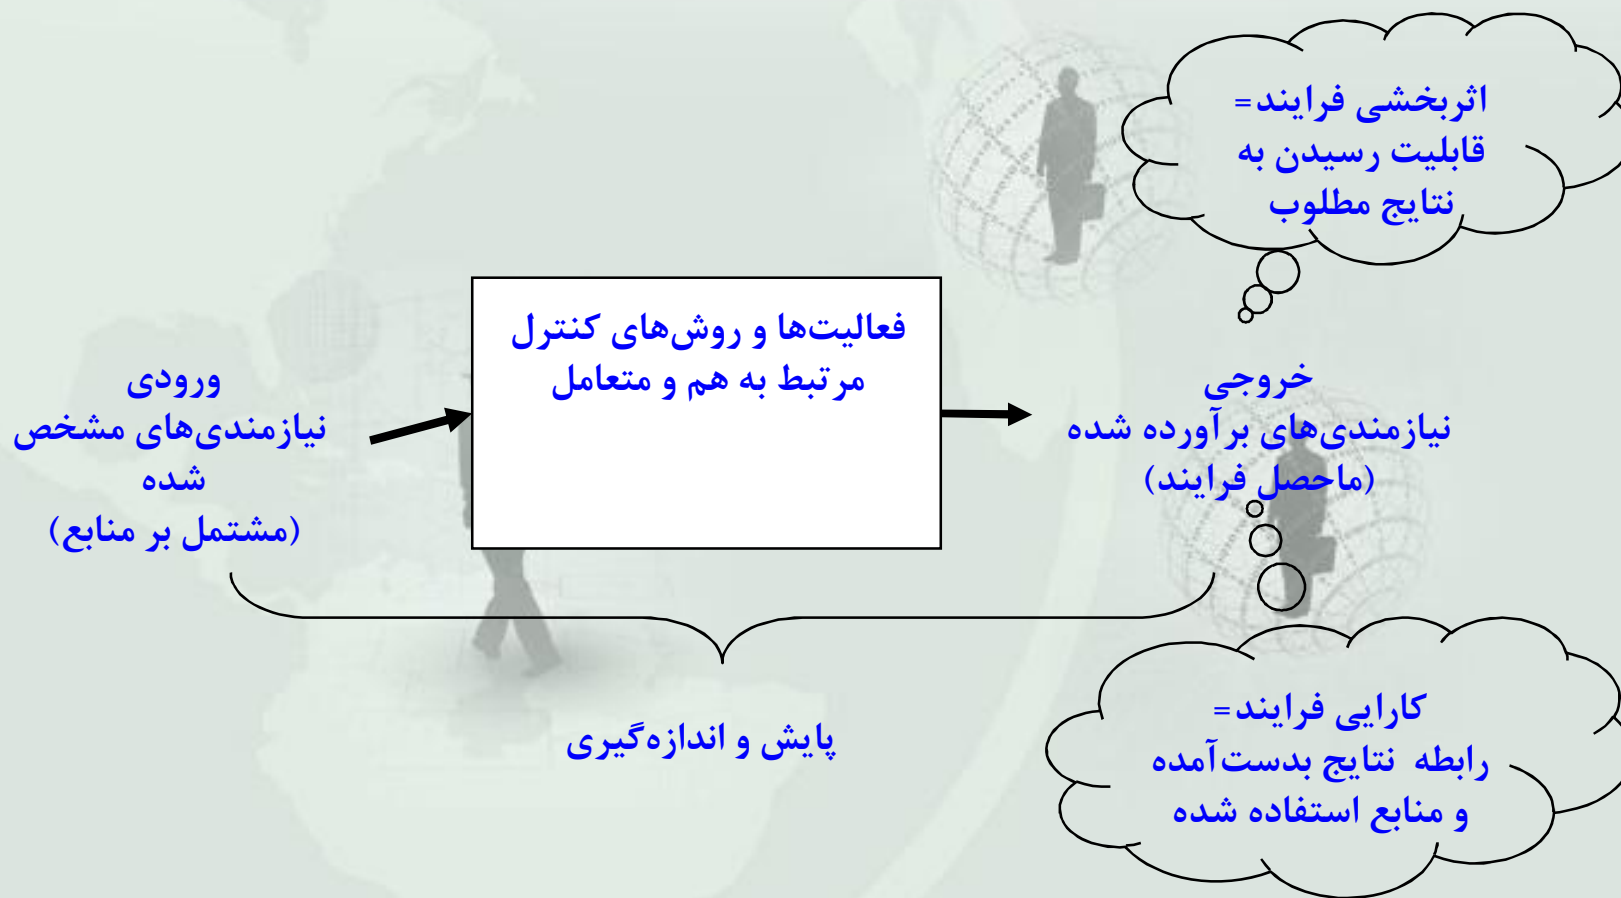 اثربخشی فرایند=
قابلیت رسیدن به
نتایج مطلوب
فعالیت‌ها و روش‌های کنترل
مرتبط به هم و متعامل
ورودی
نیازمندی‌های مشخص
شده
(مشتمل بر منابع)
خروجی
نیازمندی‌های برآورده شده
(ماحصل فرایند)
پایش و اندازه‌گیری
کارایی فرایند=
رابطه نتایج بدست‌آمده
و منابع استفاده شده